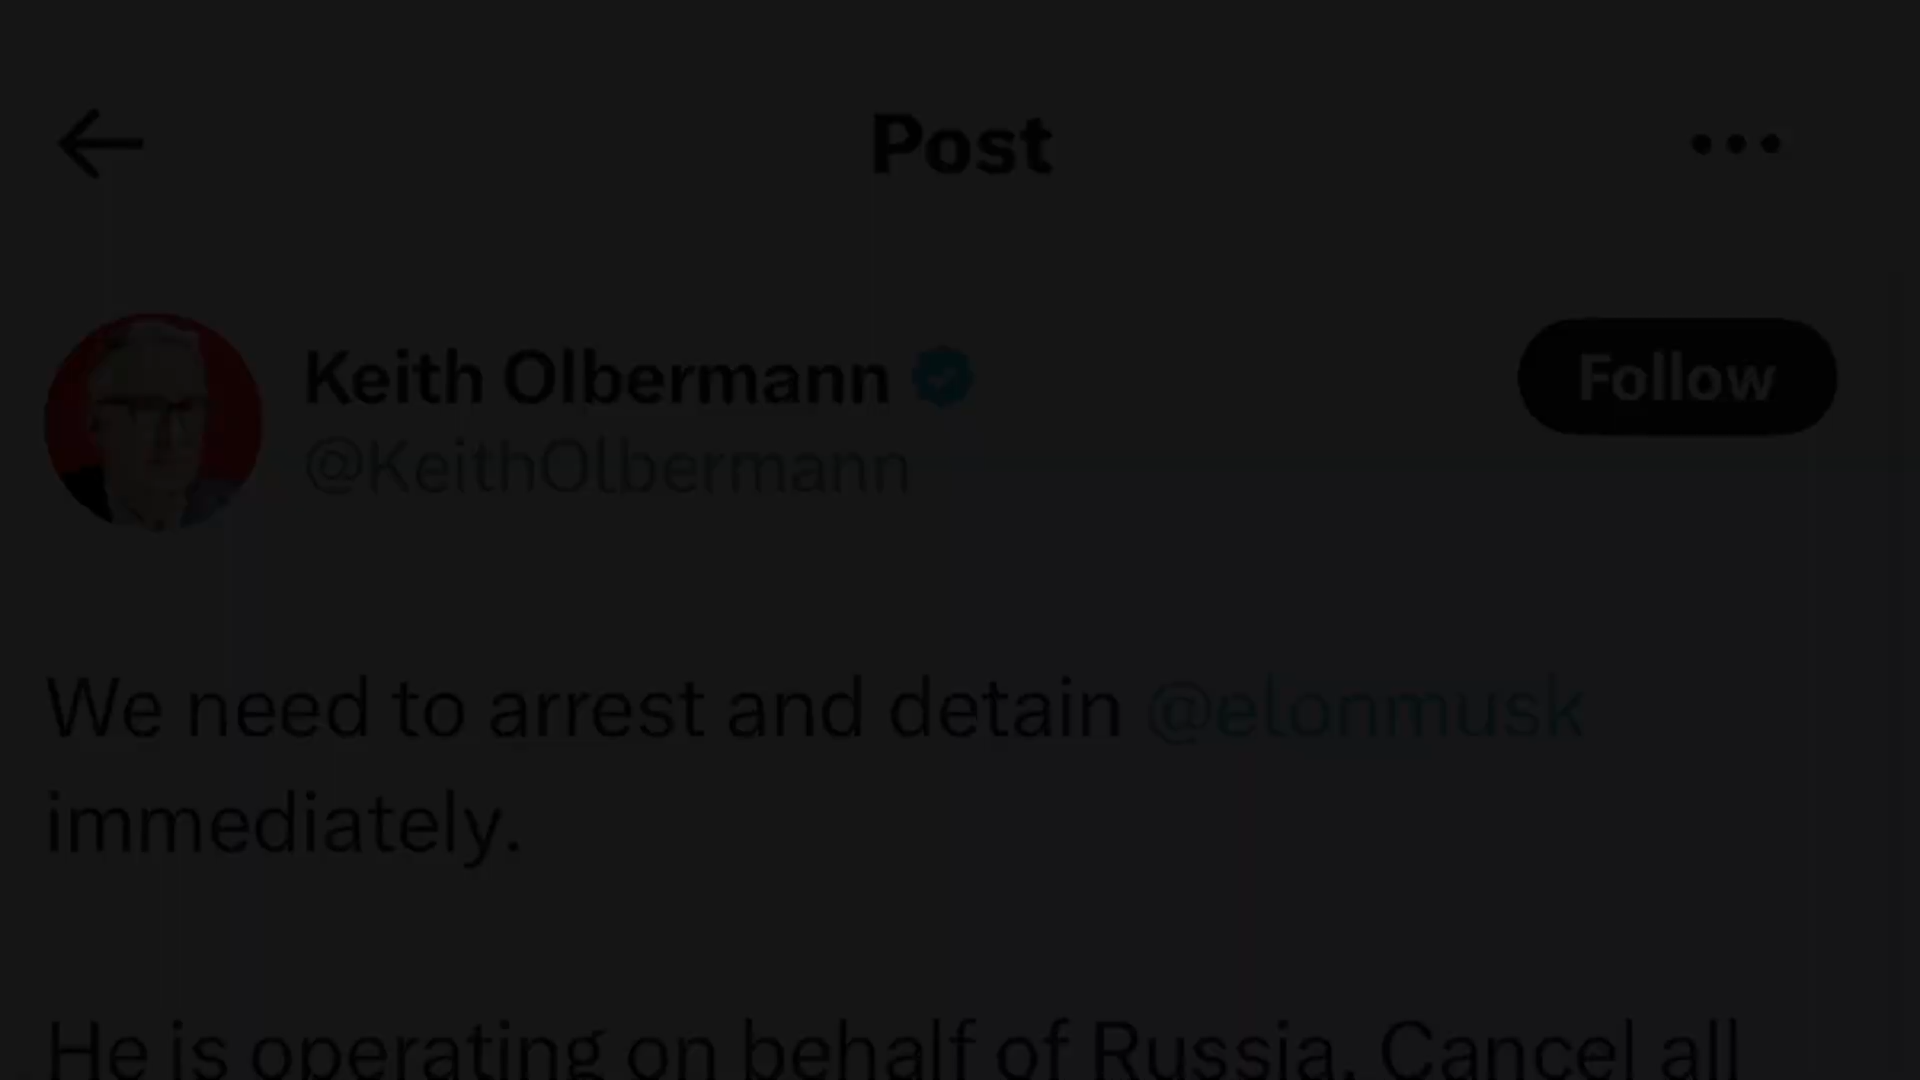 Post
Keith Olbermann
Follow
@KeithOlbermann
We need to arrest and detain @elonmusk
immediately.
He is operating on behalf of Russia. Cancel all